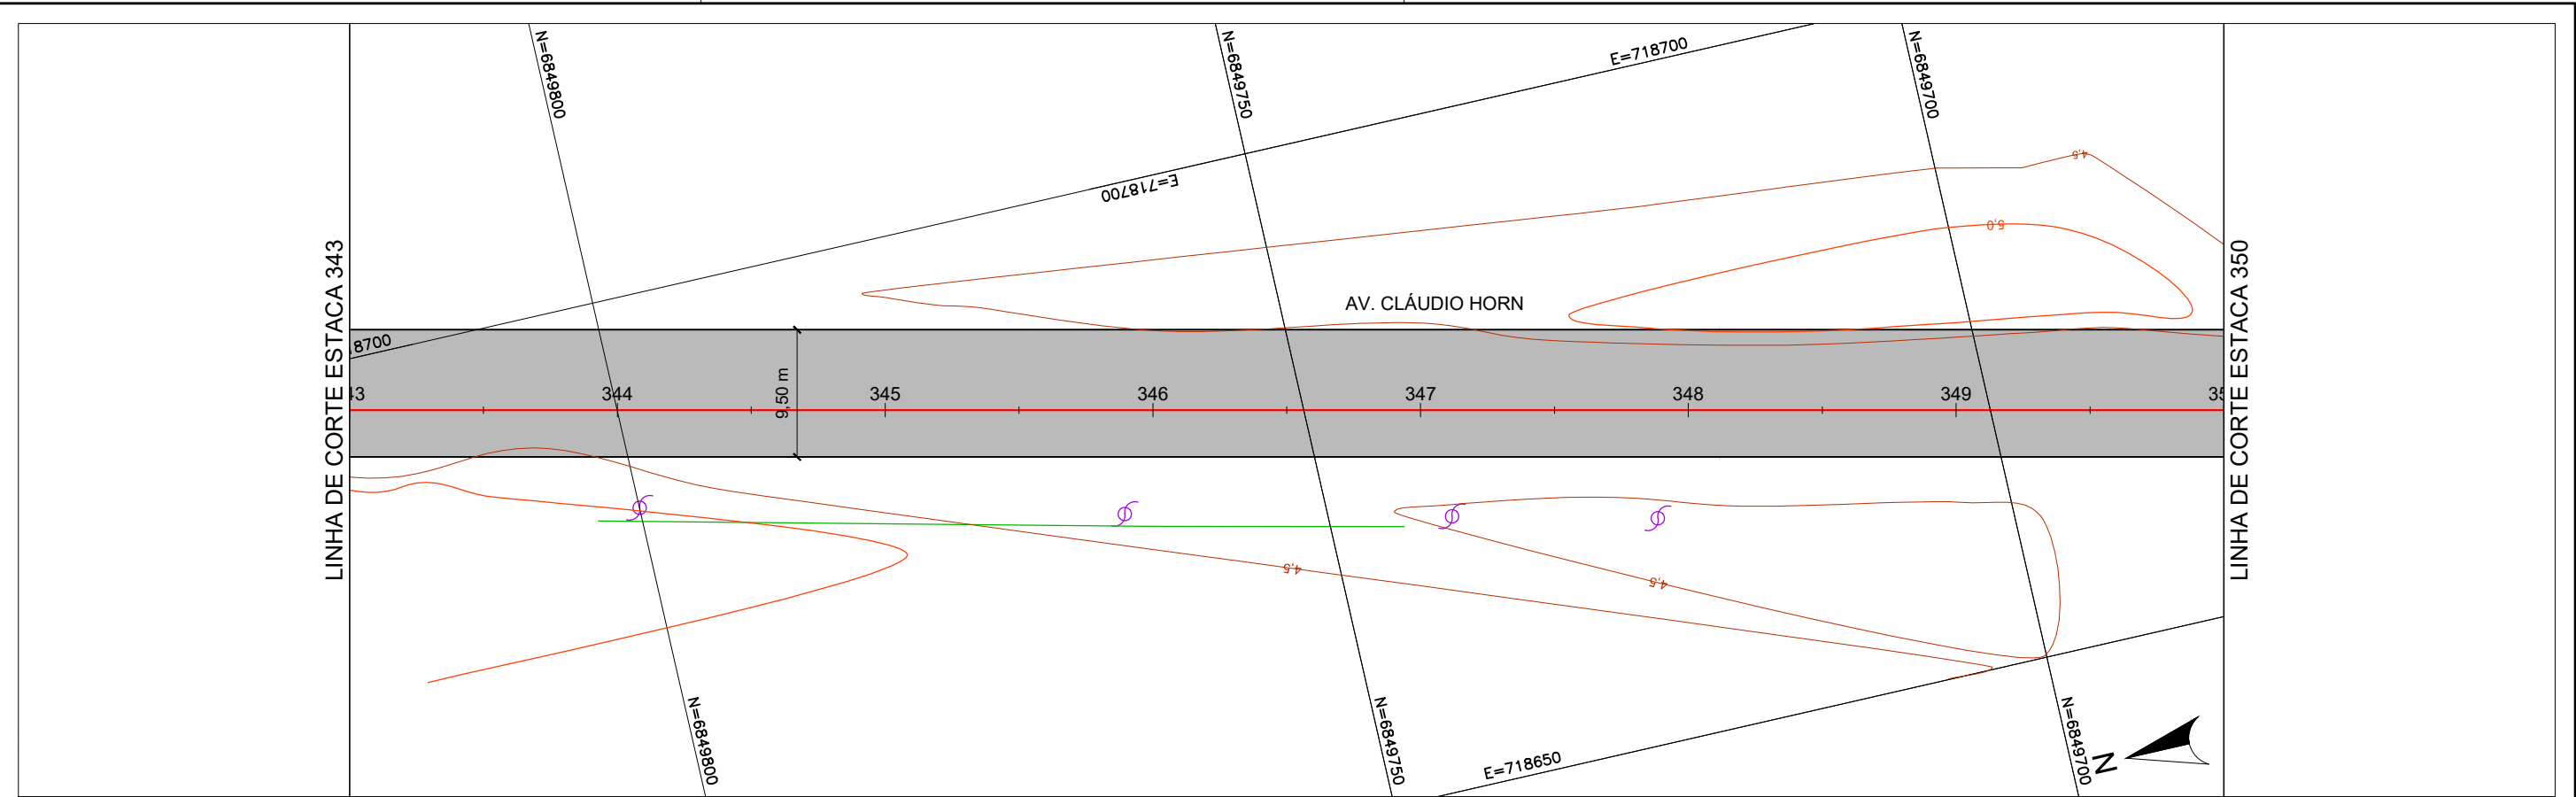 N=6849800
N=6849750
E=718700
N=6849700
E=718700
4,5
5,0
LINHA DE CORTE ESTACA 343
AV. CLÁUDIO HORN
LINHA DE CORTE ESTACA 350
8700
43
344
9,50 m
345
346
347
348
349
35
4,5
4,5
N=6849800
N=6849750
E=718650
N=6849700
N